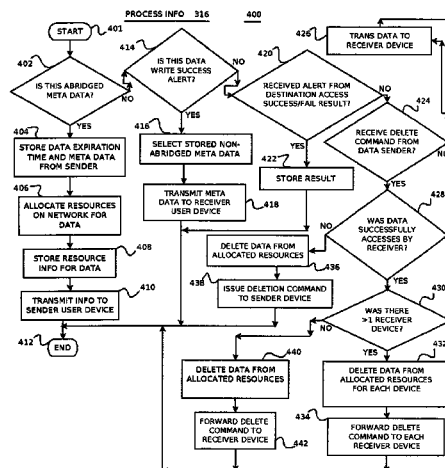 PROCESS INFO 316 400
START 401
402
IS THIS ABRIDGED
META DATA?
NO
YES
404
STORE DATA EXPIRATION
TIME AND META DATA
FROM SENDER
406
ALLOCATE RESOURCES
ON NETWORK FOR
DATA
408
STORE RESOURCE
INFO FOR DATA
410
TRANSMIT INFO TO
SENDER USER DEVICE
412
END
414
IS THIS DATA
WRITE SUCCESS
ALERT?
NO
YES
416
SELECT STORED NON-
ABRIDGED META DATA
TRANSMIT META
DATA TO RECEIVER
USER DEVICE
418
420
RECEIVED ALERT FROM
DESTINATION ACCESS
SUCCESS/FAIL RESULT?
NO
YES
422
STORE RESULT
426
TRANS DATA TO
RECEIVER DEVICE
424
RECEIVE DELETE
COMMAND FROM
DATA SENDER?
YES
428
WAS DATA
SUCCESSFULLY
ACCESSES BY
RECEIVER?
NO
YES
DELETE DATA FROM
ALLOCATED RESOURCES
436
438
ISSUE DELETION COMMAND
TO SENDER DEVICE
430
WAS THERE
>1 RECEIVER
DEVICE?
NO
YES
440
DELETE DATA FROM
ALLOCATED RESOURCES
FORWARD DELETE
COMMAND TO
RECEIVER DEVICE
442
432
DELETE DATA FROM
ALLOCATED RESOURCES
FOR EACH DEVICE
434
FORWARD DELETE
COMMAND TO EACH
RECEIVER DEVICE